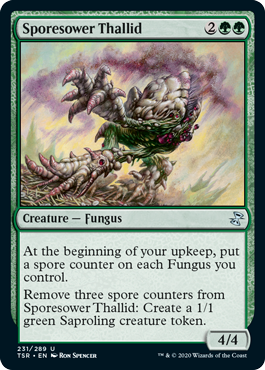 Sporesower Thallid 2
Creature — Fungus
At the beginning of your upkeep, put
a spore counter on each Fungus you
control.
Remove three spore counters from
Sporesower Thallid: Create a 1/1
green Saproling creature token.
4/4
231/289 U
TSR • EN Ron Spencer
™ & © 2020 Wizards of the Coast